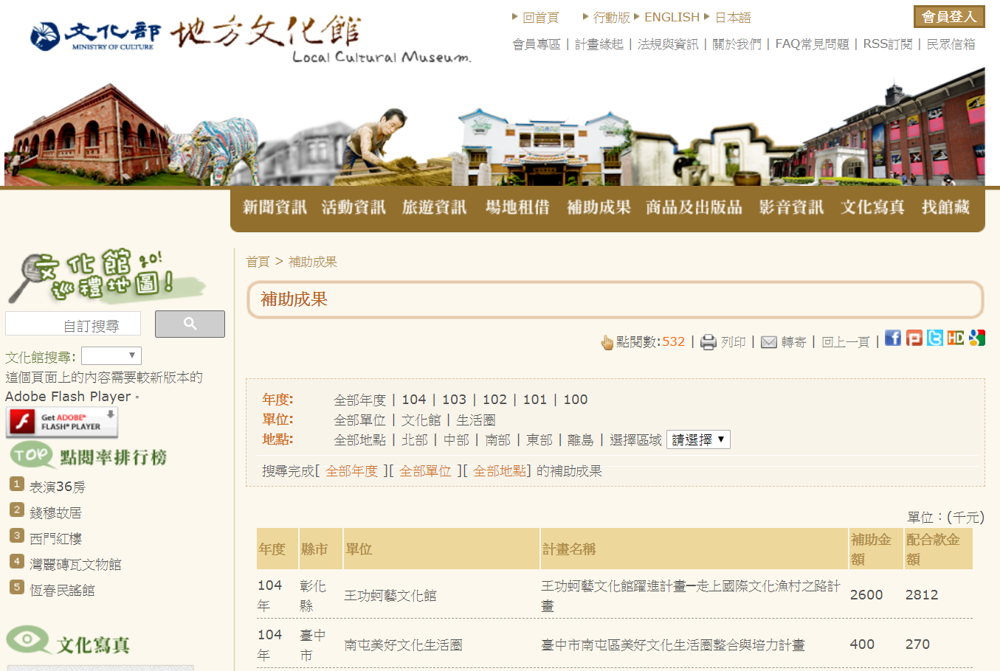 文化部
MINISTRY OF CULTURE
地方文化館
Local Cultural Museum.
回首頁 行動版 ENGLISH 日本語
會員登入
會員專區 | 計畫緣起 | 法規與資訊 | 關於我們 | FAQ常見問題 | RSS訂閱 | 民眾信箱
新聞資訊 活動資訊 旅遊資訊 場地租借 補助成果 商品及出版品 影音資訊 文化寫真 找館藏
文化館 go!
巡禮地圖!
自訂搜尋
文化館搜尋:
這個頁面上的內容需要較新版本的
Adobe Flash Player。
Get ADOBE®
FLASH® PLAYER
TOP 點閱率排行榜
1 表演36房
2 錢穆故居
3 西門紅樓
4 灣麗磚瓦文物館
5 恆春民謠館
文化寫真
首頁 > 補助成果
補助成果
點閱數:532 | 列印 | 轉寄 | 回上一頁 |
年度: 全部年度 | 104 | 103 | 102 | 101 | 100
單位: 全部單位 | 文化館 | 生活圈
地點: 全部地點 | 北部 | 中部 | 南部 | 東部 | 離島 | 選擇區域 請選擇
搜尋完成[ 全部年度 ][ 全部單位 ][ 全部地點] 的補助成果
單位：(千元)
年度 縣市 單位 計畫名稱 補助金額 配合款金額
104年 彰化縣 王功蚵藝文化館 王功蚵藝文化館躍進計畫─走上國際文化漁村之路計畫 2600 2812
104年 臺中市 南屯美好文化生活圈 臺中市南屯區美好文化生活圈整合與培力計畫 400 270